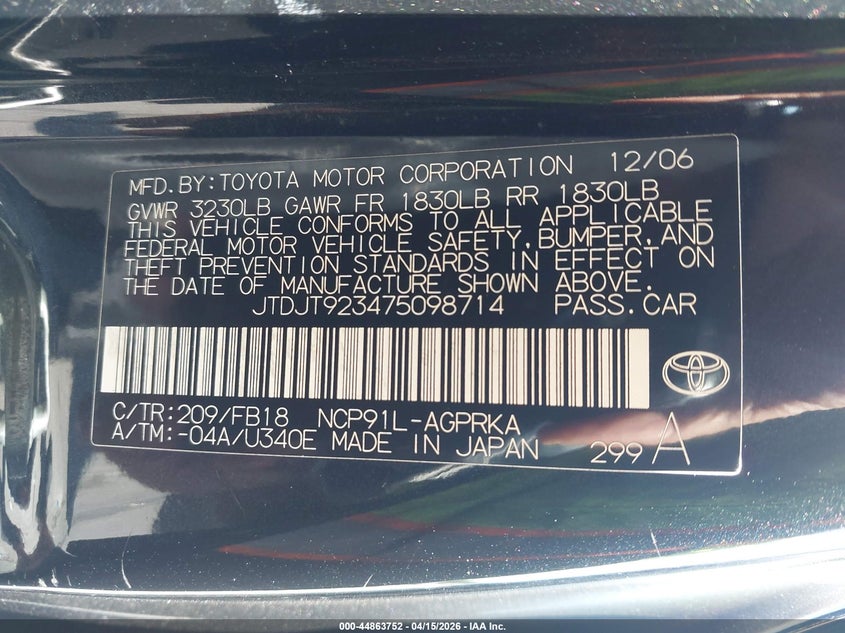 MFD.BY:TOYOTA MOTOR CORPORATION 12/06
GVWR 3230LB GAWR FR 1830LB RR 1830LB
THIS VEHICLE CONFORMS TO ALL APPLICABLE
FEDERAL MOTOR VEHICLE SAFETY,BUMPER,AND
THEFT PREVENTION STANDARDS IN EFFECT ON
THE DATE OF MANUFACTURE SHOWN ABOVE.
JTDJT923475098714 PASS.CAR
C/TR:209/FB18 NCP91L-AGPRKA
A/TM:-04A/U340E MADE IN JAPAN
299 A
000-44863752 - 04/15/2026 - IAA Inc.